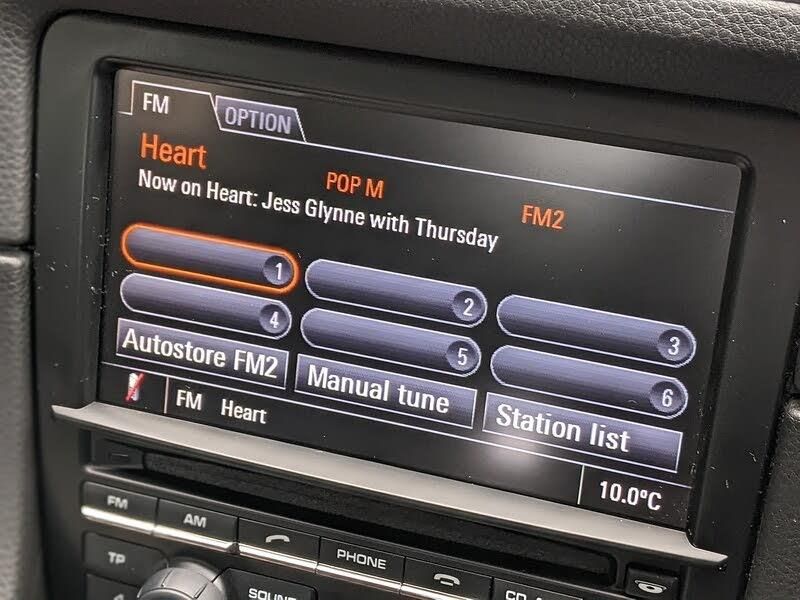 FM
OPTION
Heart
POP M
FM2
Now on Heart: Jess Glynne with Thursday
1
2
3
4
5
6
Autostore FM2
Manual tune
Station list
FM Heart
10.0°C
FM
AM
PHONE
TP